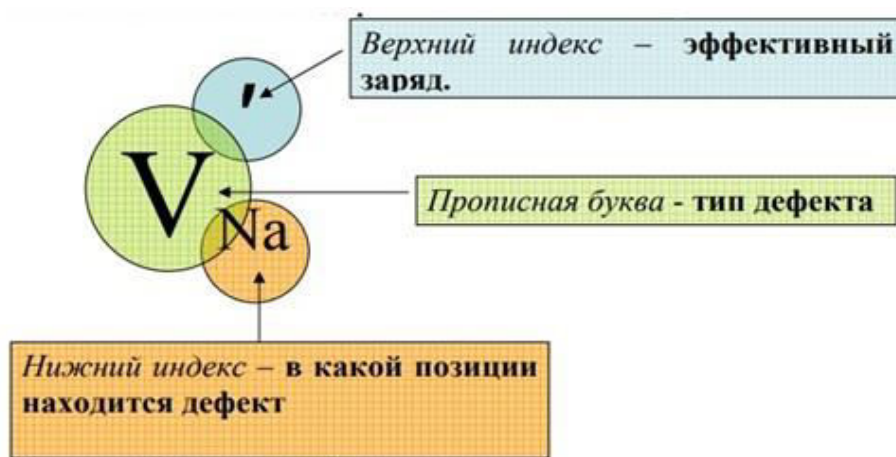 Верхний индекс – эффективный
заряд.
′
V
Na
Прописная буква - тип дефекта
Нижний индекс – в какой позиции
находится дефект